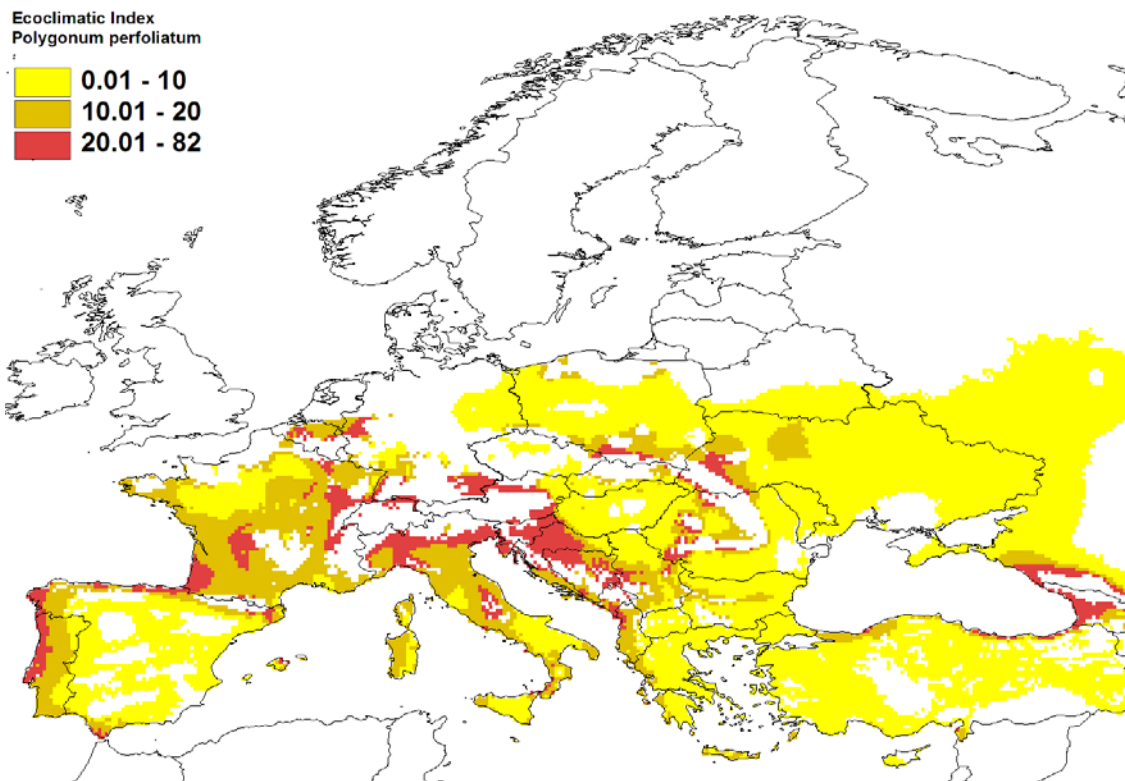 Ecoclimatic Index
Polygonum perfoliatum
0.01 - 10
10.01 - 20
20.01 - 82